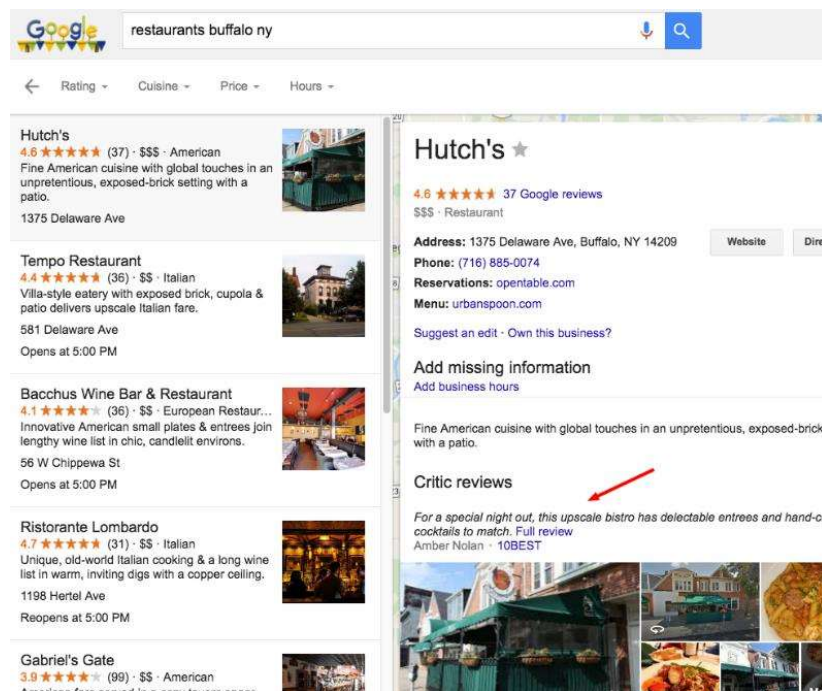 Google
restaurants buffalo ny
Rating
Cuisine
Price
Hours
Hutch's
4.6 (37) · $$$ · American
Fine American cuisine with global touches in an
unpretentious, exposed-brick setting with a
patio.
1375 Delaware Ave
Tempo Restaurant
4.4 (36) · $$ · Italian
Villa-style eatery with exposed brick, cupola &
patio delivers upscale Italian fare.
581 Delaware Ave
Opens at 5:00 PM
Bacchus Wine Bar & Restaurant
4.1 (36) · $$ · European Restaur...
Innovative American small plates & entrees join
lengthy wine list in chic, candlelit environs.
56 W Chippewa St
Opens at 5:00 PM
Ristorante Lombardo
4.7 (31) · $$ · Italian
Unique, old-world Italian cooking & a long wine
list in warm, inviting digs with a copper ceiling.
1198 Hertel Ave
Reopens at 5:00 PM
Gabriel's Gate
3.9 (99) · $$ · American
Hutch's
4.6 37 Google reviews
$$$ · Restaurant
Address: 1375 Delaware Ave, Buffalo, NY 14209
Website
Dire
Phone: (716) 885-0074
Reservations: opentable.com
Menu: urbanspoon.com
Suggest an edit · Own this business?
Add missing information
Add business hours
Fine American cuisine with global touches in an unpretentious, exposed-brick
with a patio.
Critic reviews
For a special night out, this upscale bistro has delectable entrees and hand-c
cocktails to match. Full review
Amber Nolan · 10BEST